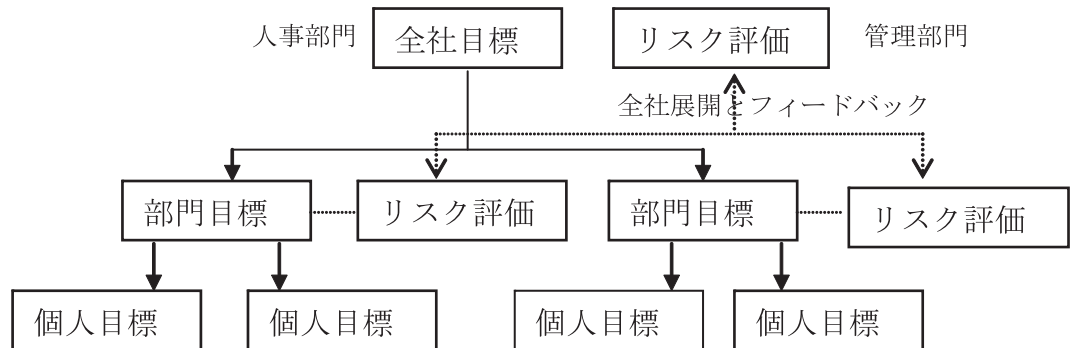 人事部門 全社目標 リスク評価 管理部門
全社展開とフィードバック
部門目標 リスク評価 部門目標 リスク評価
個人目標 個人目標 個人目標 個人目標